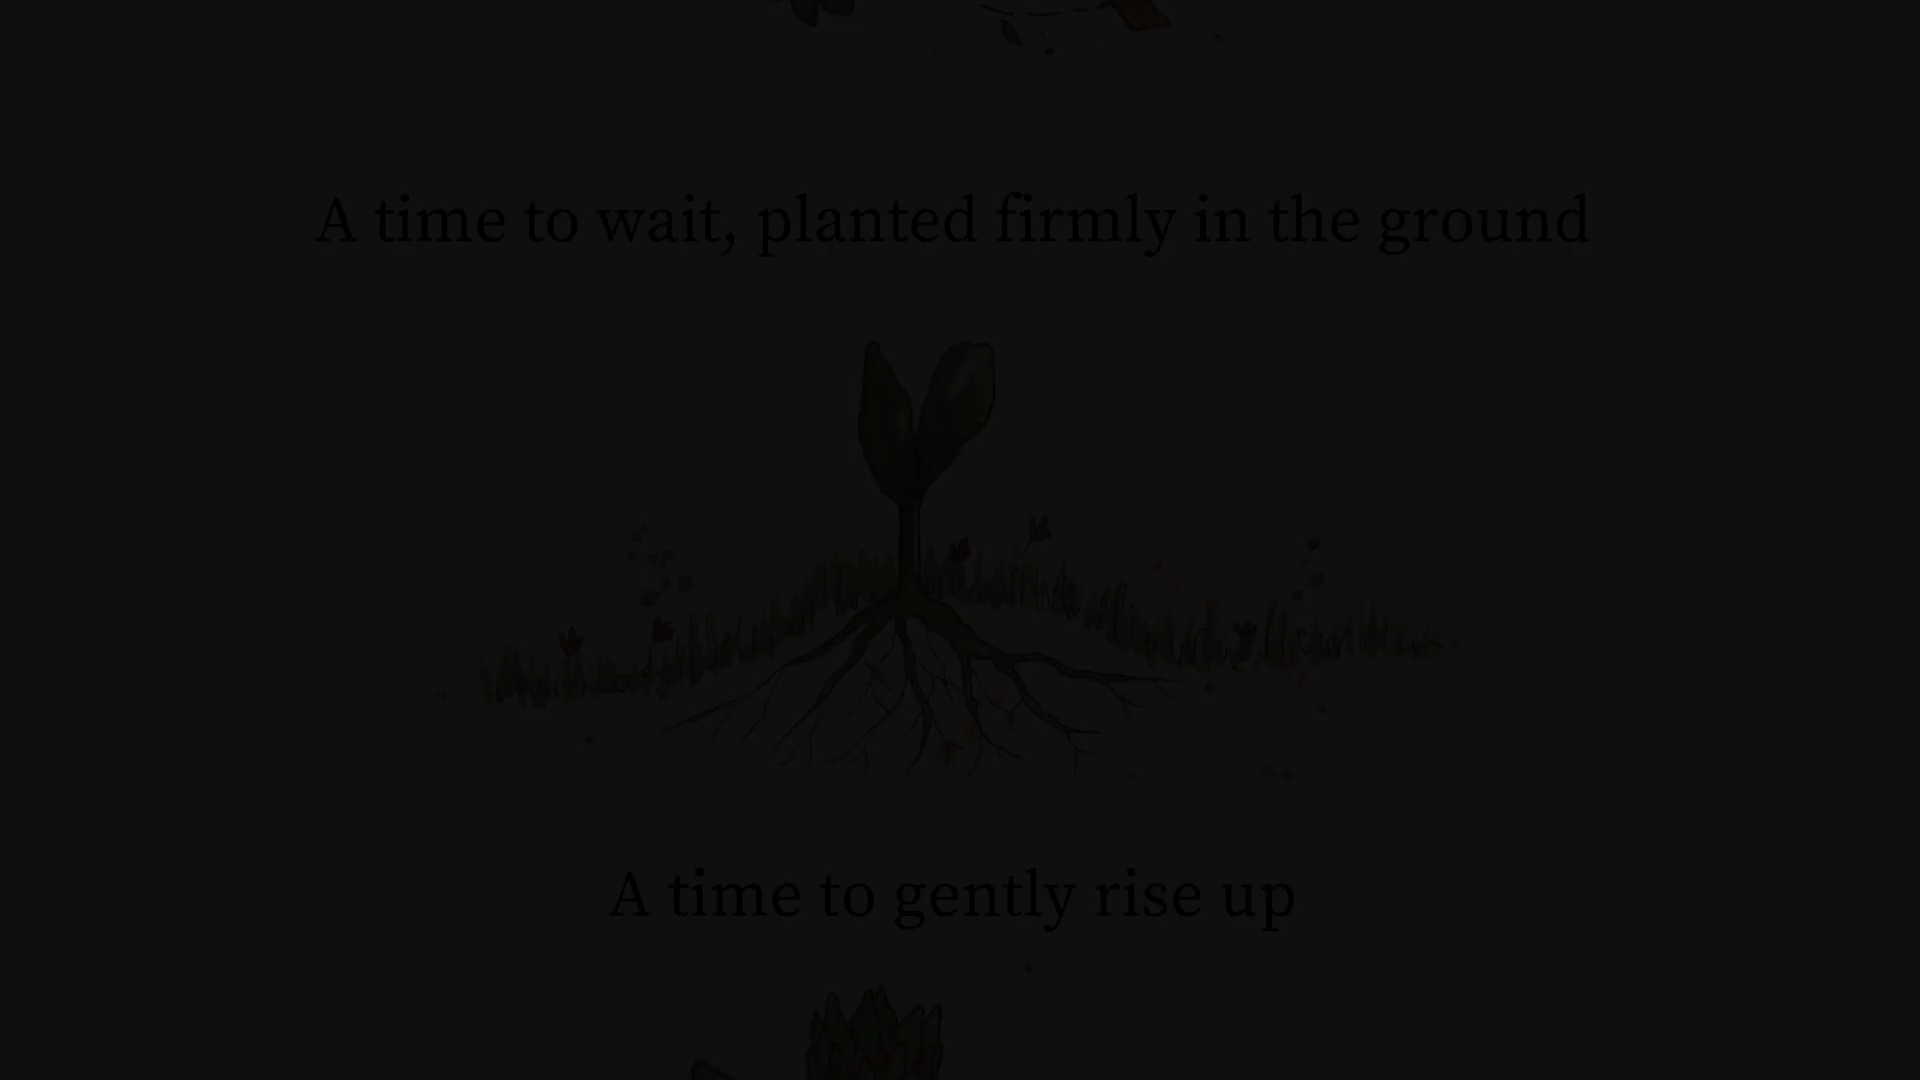 A time to wait, planted firmly in the ground
A time to gently rise up